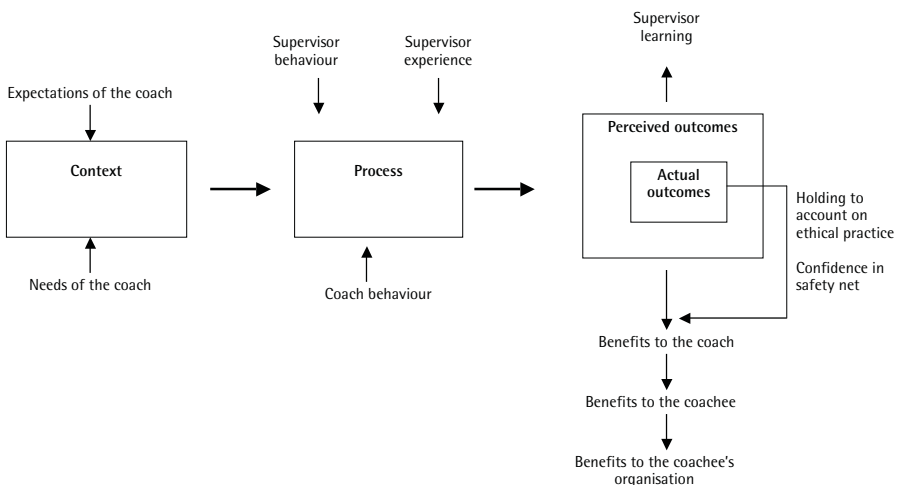 Supervisor
behaviour
Supervisor
experience
Supervisor
learning
Expectations of the coach
Context
Needs of the coach
Process
Coach behaviour
Perceived outcomes
Actual
outcomes
Holding to
account on
ethical practice
Confidence in
safety net
Benefits to the coach
Benefits to the coachee
Benefits to the coachee's
organisation